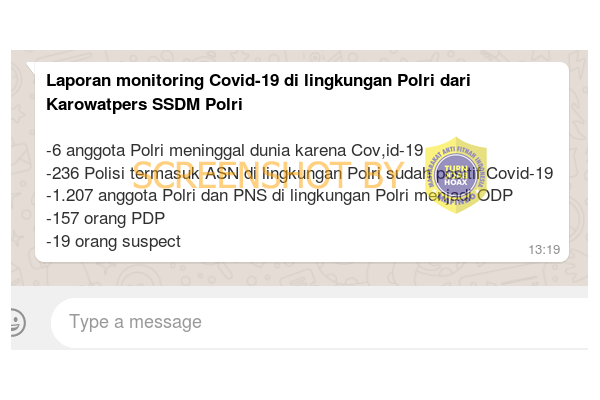 Laporan monitoring Covid-19 di lingkungan Polri dari
Karowatpers SSDM Polri
-6 anggota Polri meninggal dunia karena Cov,id-19
-236 Polisi termasuk ASN di lingkungan Polri sudah positif Covid-19
-1.207 anggota Polri dan PNS di lingkungan Polri menjadi ODP
-157 orang PDP
-19 orang suspect
13:19
SCREENSHOT BY
MASYARAKAT ANTI FITNAH INDONESIA
TURN
BACK
HOAX
MAFINDO
Type a message